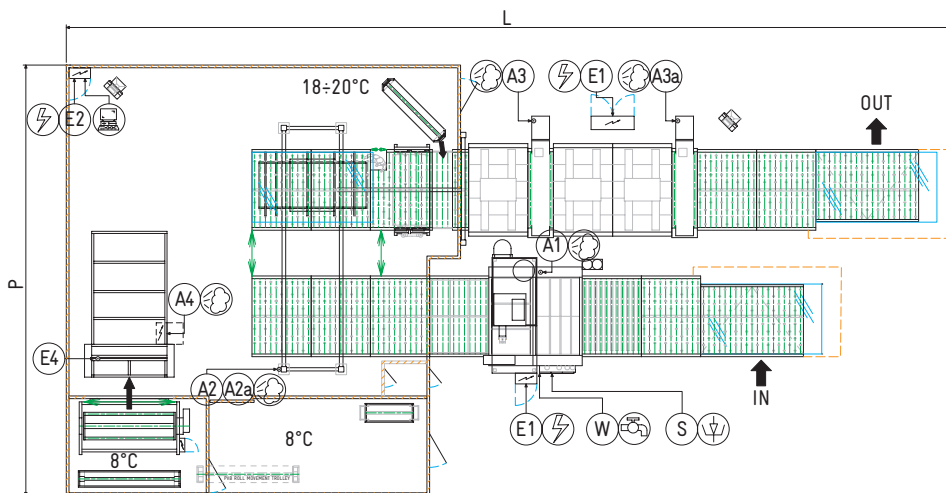 L
P
18÷20°C
A3
E1
A3a
OUT
E2
A1
A4
E4
A2
A2a
IN
8°C
E1
W
S
8°C
PVB ROLL MOVEMENT TROLLEY